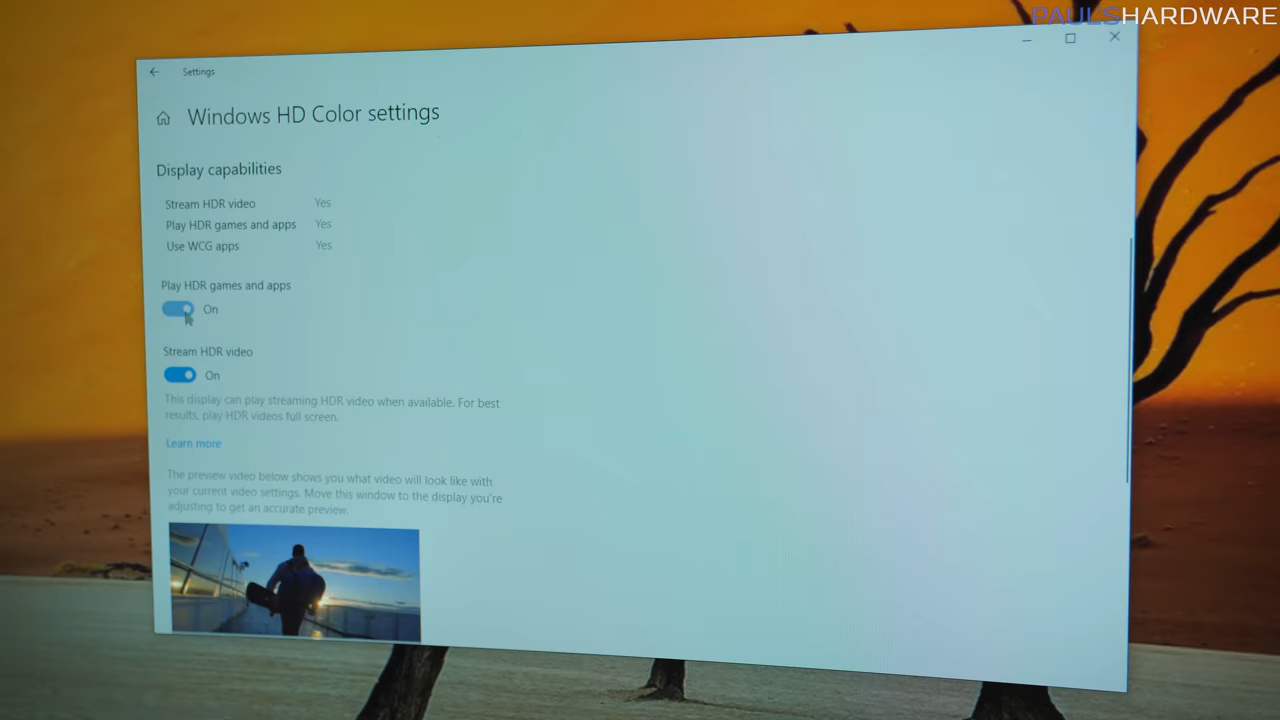 PAUL'SHARDWARE
Settings
Windows HD Color settings
Display capabilities
Stream HDR video Yes
Play HDR games and apps Yes
Use WCG apps Yes
Play HDR games and apps
On
Stream HDR video
On
This display can play streaming HDR video when available. For best
results, play HDR videos full screen.
Learn more
The preview video below shows you what video will look like with
your current video settings. Move this window to the display you're
adjusting to get an accurate preview.